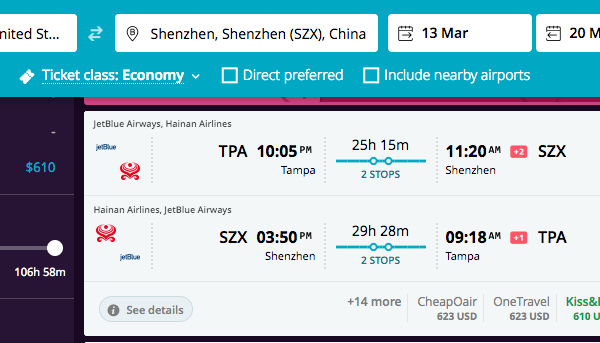 nited St...
Shenzhen, Shenzhen (SZX), China
13 Mar
20 M
Ticket class: Economy
Direct preferred
Include nearby airports
-
$610
106h 58m
JetBlue Airways, Hainan Airlines
jetBlue
TPA 10:05 PM
Tampa
25h 15m
2 STOPS
11:20 AM +2 SZX
Shenzhen
Hainan Airlines, JetBlue Airways
jetBlue
SZX 03:50 PM
Shenzhen
29h 28m
2 STOPS
09:18 AM +1 TPA
Tampa
See details
+14 more
CheapOair
623 USD
OneTravel
623 USD
Kiss&
610 U